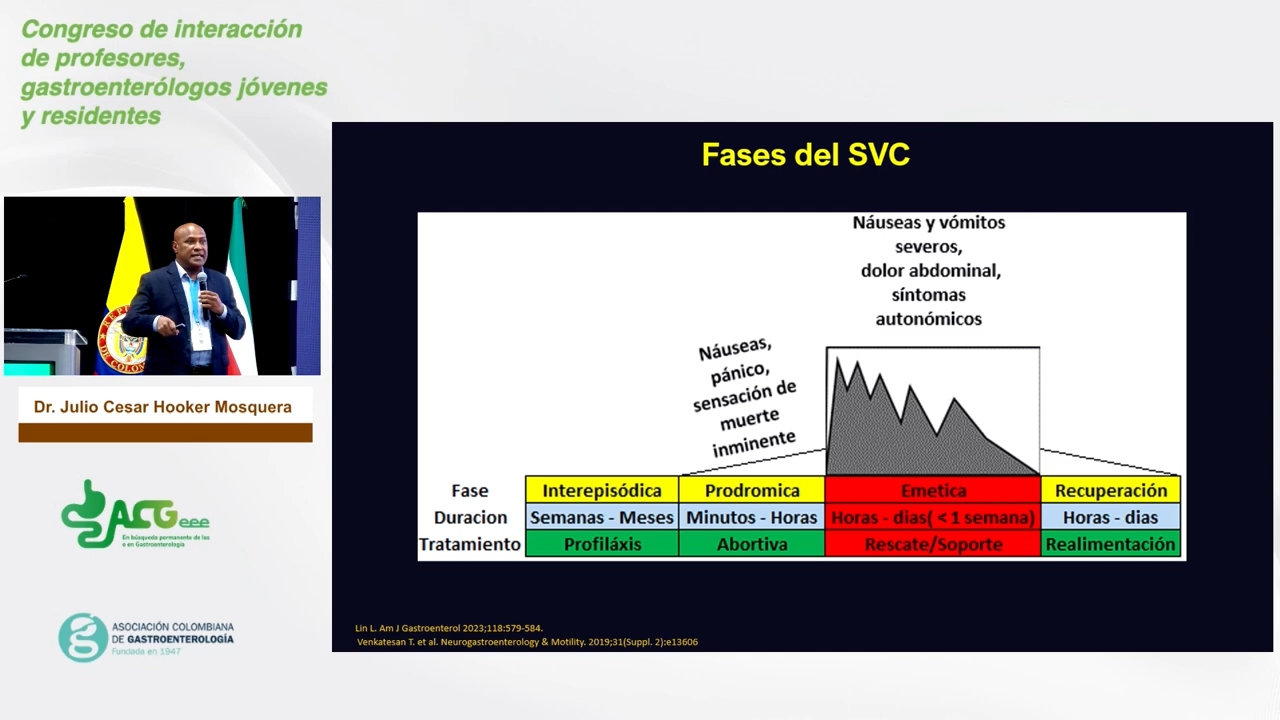 Congreso de interacción
de profesores,
gastroenterólogos jóvenes
y residentes
Fases del SVC
Náuseas y vómitos
severos,
dolor abdominal,
síntomas
autonómicos
Náuseas,
pánico,
sensación de
muerte
inminente
Fase Interepisódica Prodromica Emetica Recuperación
Duracion Semanas - Meses Minutos - Horas Horas - dias( < 1 semana) Horas - dias
Tratamiento Profiláxis Abortiva Rescate/Soporte Realimentación
Lin L. Am J Gastroenterol 2023;118:579-584.
Venkatesan T. et al. Neurogastroenterology & Motility. 2019;31(Suppl. 2):e13606
Dr. Julio Cesar Hooker Mosquera
ACGeee
En búsqueda permanente de las
e en Gastroenterología
ASOCIACIÓN COLOMBIANA
DE GASTROENTEROLOGÍA
Fundada en 1947